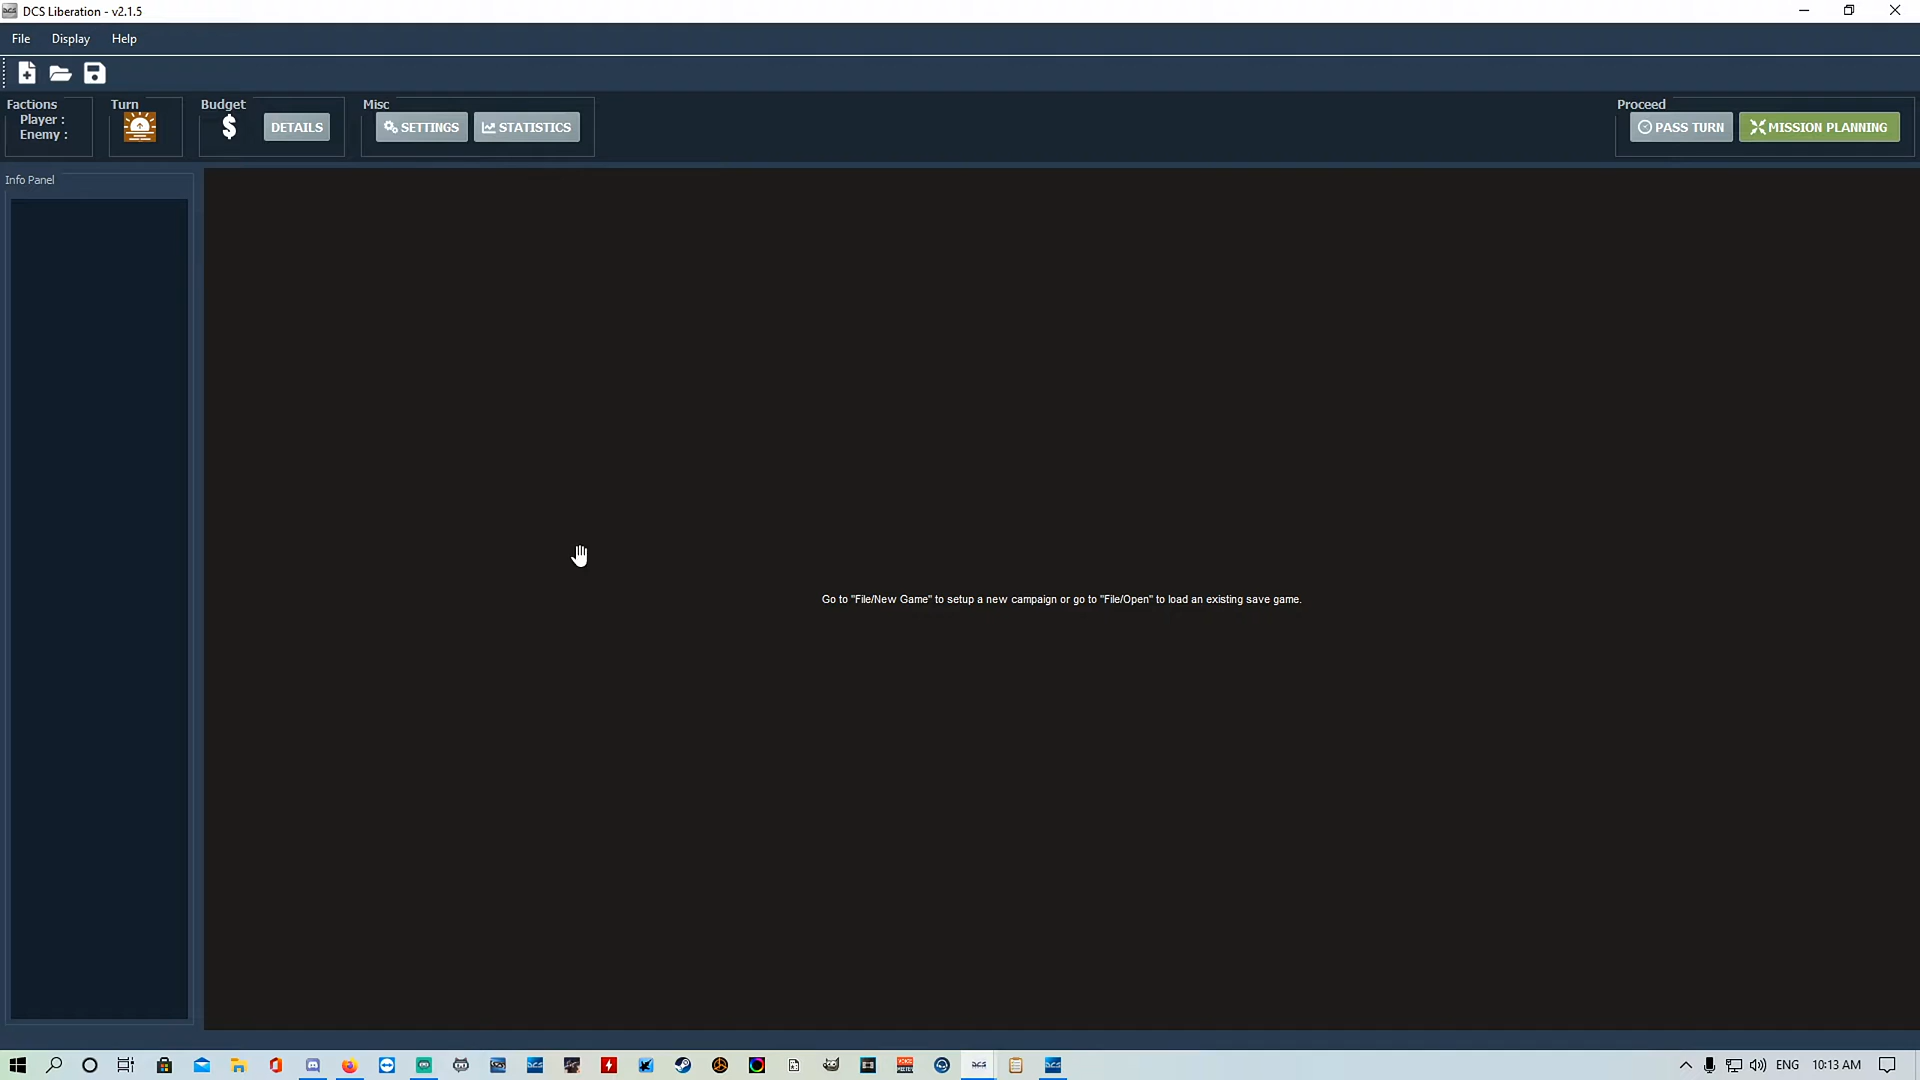 DCS Liberation - v2.1.5
File Display Help
Factions
Player :
Enemy :
Turn
Budget
$
DETAILS
Misc
SETTINGS
STATISTICS
Proceed
PASS TURN
MISSION PLANNING
Info Panel
Go to "File/New Game" to setup a new campaign or go to "File/Open" to load an existing save game.
ENG
10:13 AM